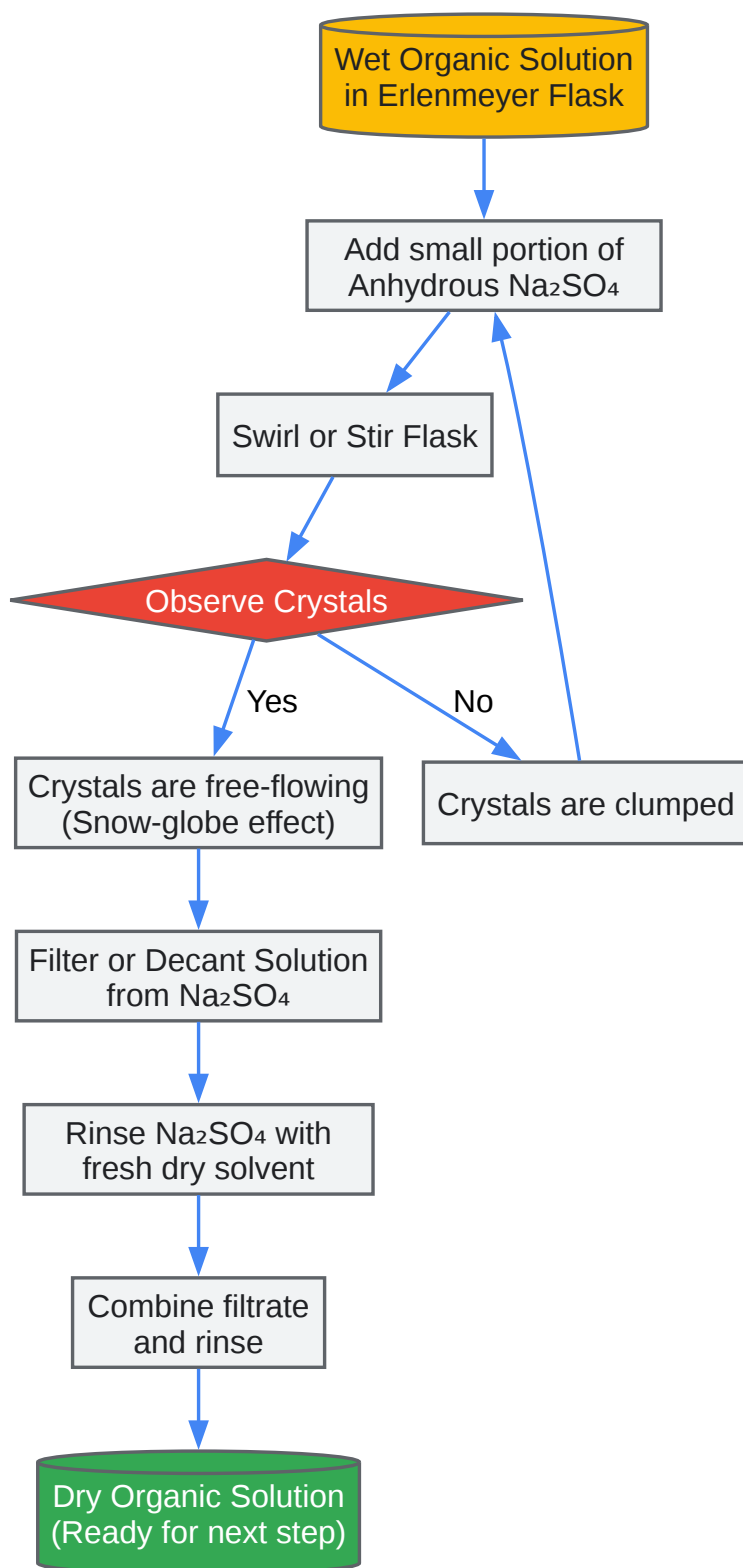 Wet Organic Solution
in Erlenmeyer Flask
Add small portion of
Anhydrous Na₂SO₄
Swirl or Stir Flask
Observe Crystals
Yes
No
Crystals are free-flowing
(Snow-globe effect)
Crystals are clumped
Filter or Decant Solution
from Na₂SO₄
Rinse Na₂SO₄ with
fresh dry solvent
Combine filtrate
and rinse
Dry Organic Solution
(Ready for next step)